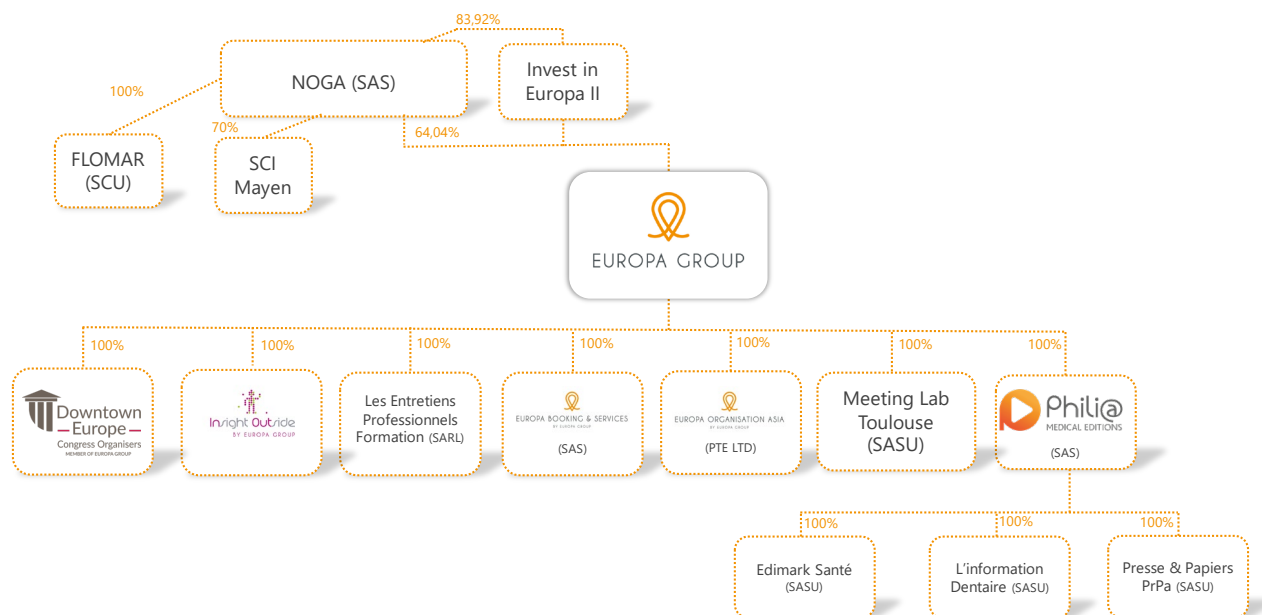 83,92%
NOGA (SAS)
Invest in
Europa II
100%
70%
64,04%
FLOMAR
(SCU)
SCI
Mayen
EUROPA GROUP
100%
100%
100%
100%
100%
100%
100%
Downtown
Europe
Congress Organisers
MEMBER OF EUROPA GROUP
Insight Outside
BY EUROPA GROUP
Les Entretiens
Professionnels
Formation (SARL)
EUROPA BOOKING & SERVICES
BY EUROPA GROUP
(SAS)
EUROPA ORGANISATION ASIA
BY EUROPA GROUP
(PTE LTD)
Meeting Lab
Toulouse
(SASU)
Phili@
MEDICAL EDITIONS
(SAS)
100%
100%
100%
Edimark Santé
(SASU)
L'information
Dentaire (SASU)
Presse & Papiers
PrPa (SASU)